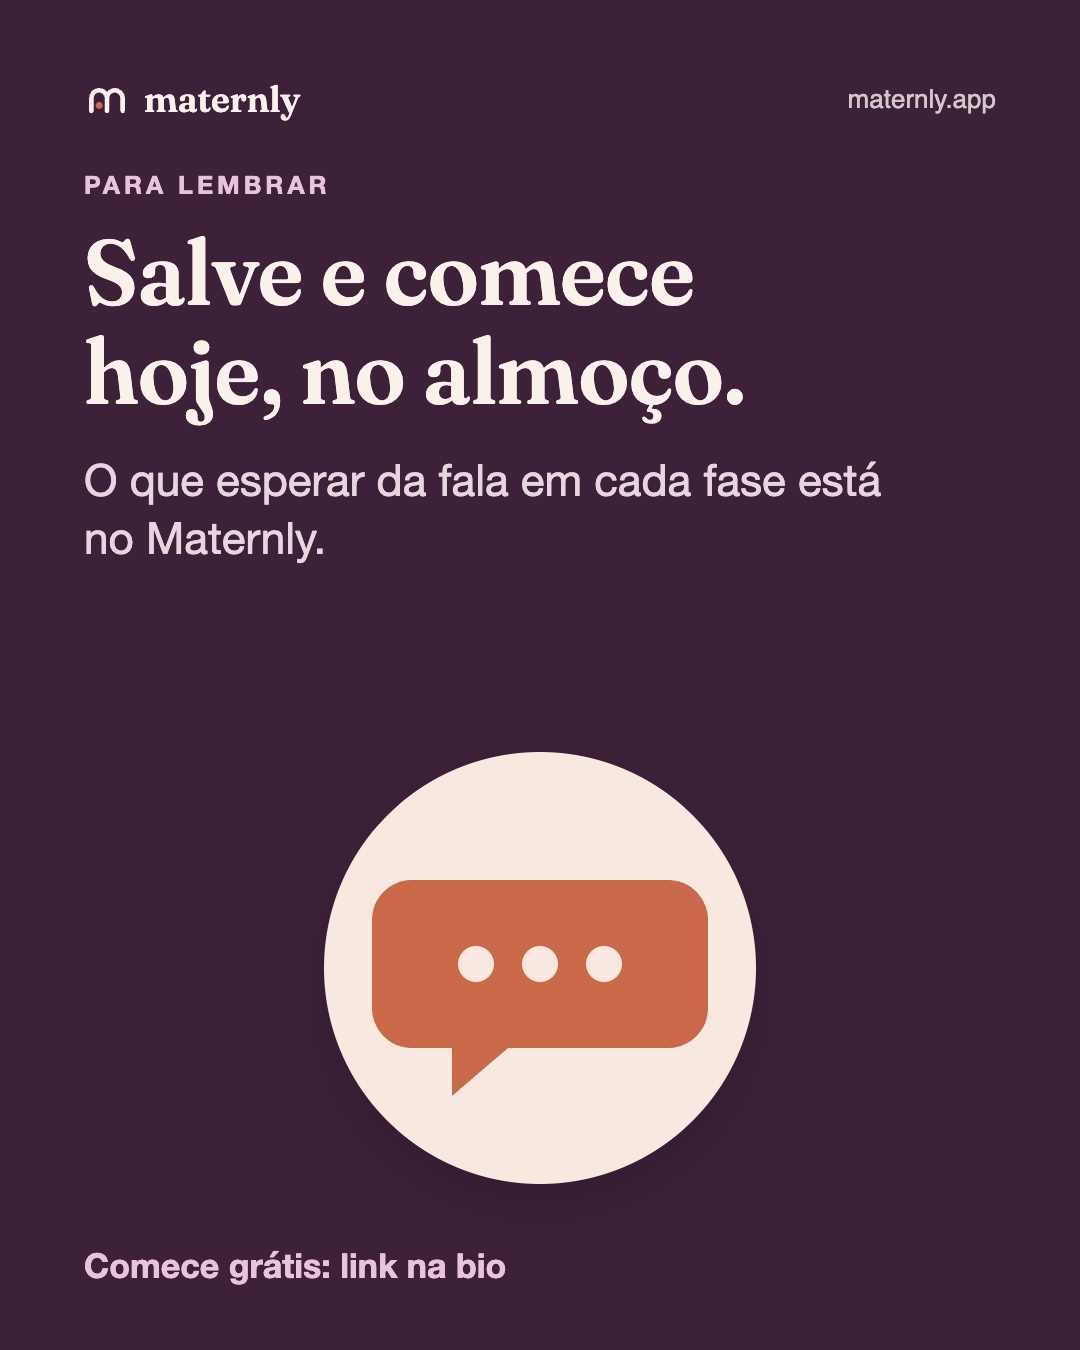 maternly
maternly.app
PARA LEMBRAR
Salve e comece
hoje, no almoço.
O que esperar da fala em cada fase está
no Maternly.
Comece grátis: link na bio